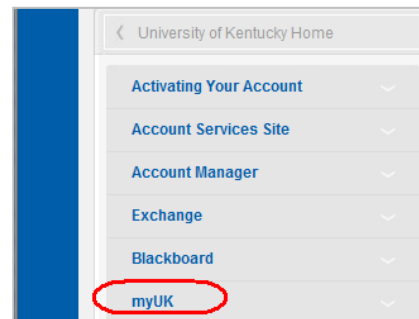 University of Kentucky Home
Activating Your Account
Account Services Site
Account Manager
Exchange
Blackboard
myUK